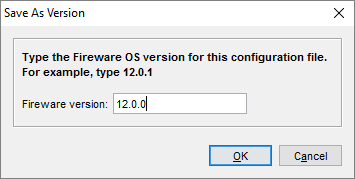 Save As Version
Type the Fireware OS version for this configuration file.
For example, type 12.0.1
Fireware version: 12.0.0
OK Cancel